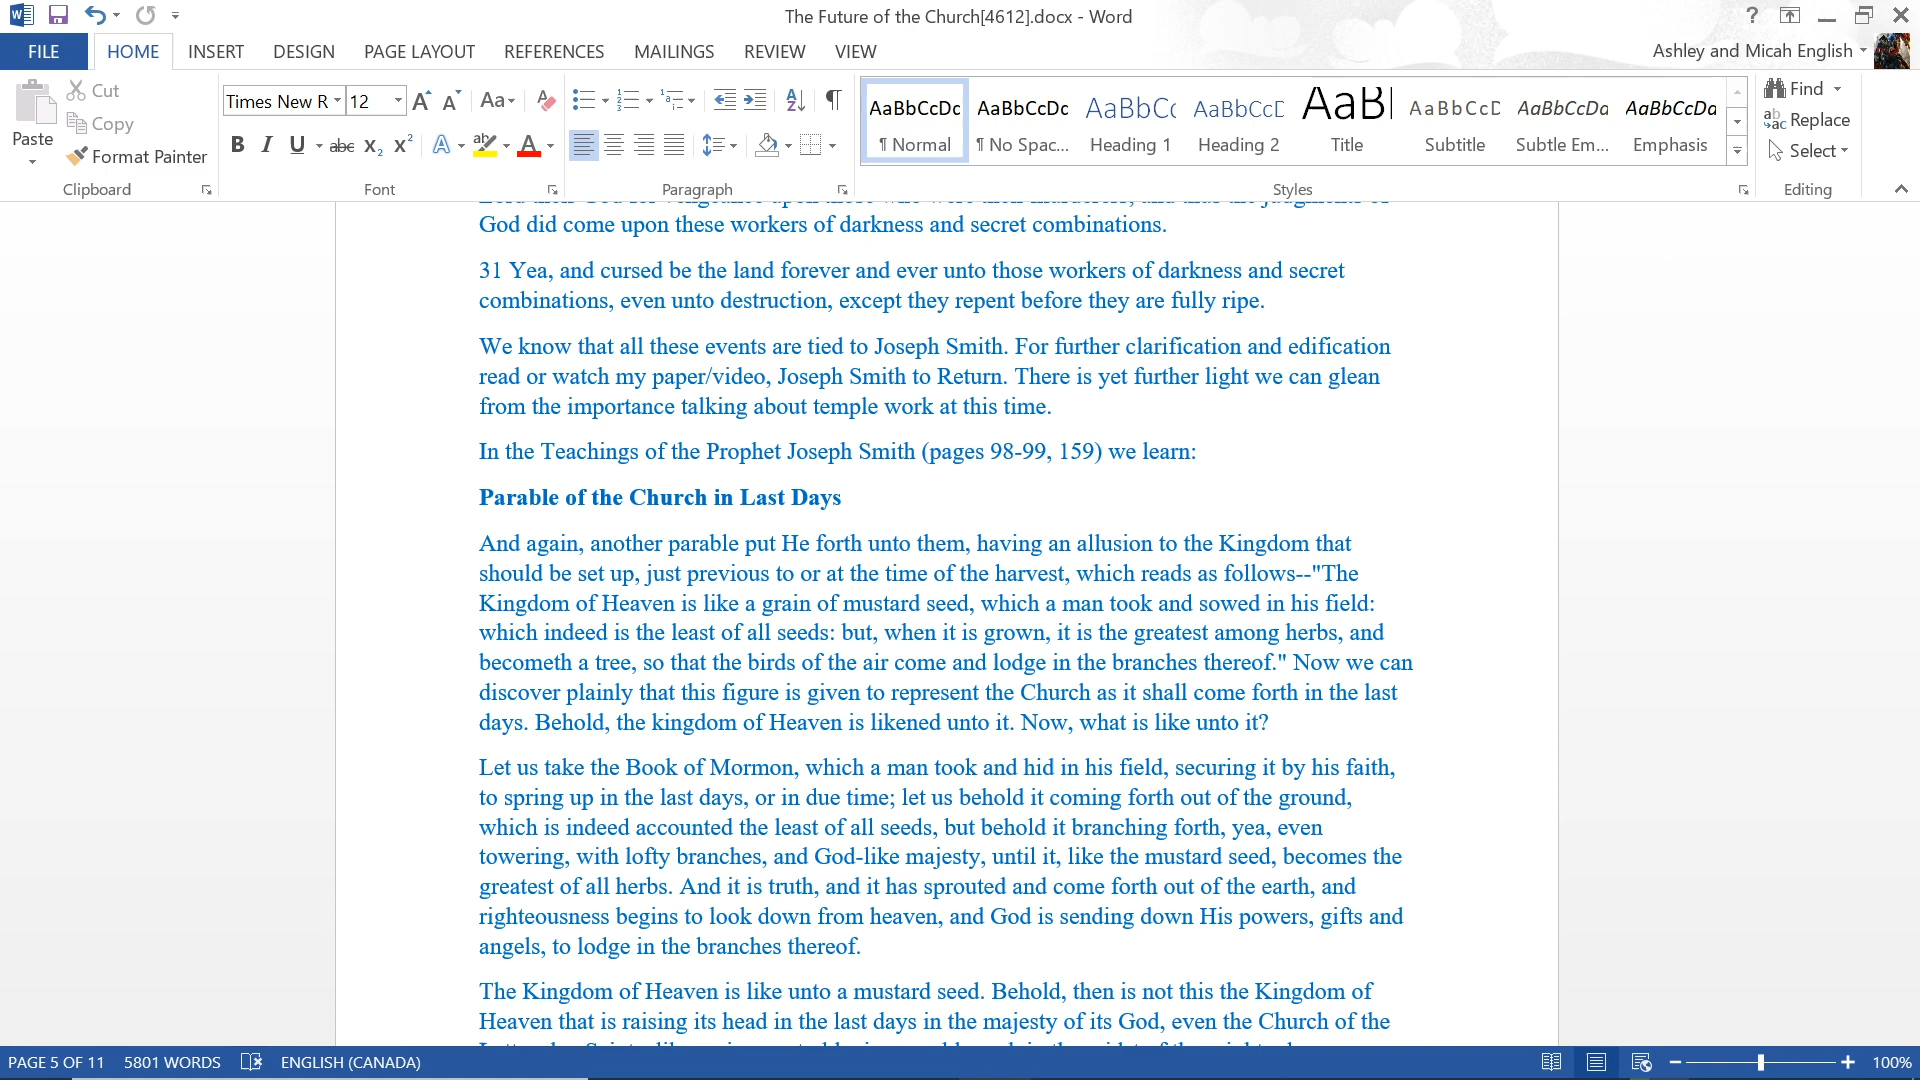 The Future of the Church[4612].docx - Word
FILE HOME INSERT DESIGN PAGE LAYOUT REFERENCES MAILINGS REVIEW VIEW
Ashley and Micah English
Paste
Cut
Copy
Format Painter
Clipboard
Times New R 12
Font
Paragraph
AaBbCcDc AaBbCcDc AaBbCc AaBbCcE AaBl AaBbCcD AaBbCcDa AaBbCcDa
¶ Normal ¶ No Spac... Heading 1 Heading 2 Title Subtitle Subtle Em... Emphasis
Styles
Find
Replace
Select
Editing
God did come upon these workers of darkness and secret combinations.
31 Yea, and cursed be the land forever and ever unto those workers of darkness and secret
combinations, even unto destruction, except they repent before they are fully ripe.
We know that all these events are tied to Joseph Smith. For further clarification and edification
read or watch my paper/video, Joseph Smith to Return. There is yet further light we can glean
from the importance talking about temple work at this time.
In the Teachings of the Prophet Joseph Smith (pages 98-99, 159) we learn:
Parable of the Church in Last Days
And again, another parable put He forth unto them, having an allusion to the Kingdom that
should be set up, just previous to or at the time of the harvest, which reads as follows--"The
Kingdom of Heaven is like a grain of mustard seed, which a man took and sowed in his field:
which indeed is the least of all seeds: but, when it is grown, it is the greatest among herbs, and
becometh a tree, so that the birds of the air come and lodge in the branches thereof." Now we can
discover plainly that this figure is given to represent the Church as it shall come forth in the last
days. Behold, the kingdom of Heaven is likened unto it. Now, what is like unto it?
Let us take the Book of Mormon, which a man took and hid in his field, securing it by his faith,
to spring up in the last days, or in due time; let us behold it coming forth out of the ground,
which is indeed accounted the least of all seeds, but behold it branching forth, yea, even
towering, with lofty branches, and God-like majesty, until it, like the mustard seed, becomes the
greatest of all herbs. And it is truth, and it has sprouted and come forth out of the earth, and
righteousness begins to look down from heaven, and God is sending down His powers, gifts and
angels, to lodge in the branches thereof.
The Kingdom of Heaven is like unto a mustard seed. Behold, then is not this the Kingdom of
Heaven that is raising its head in the last days in the majesty of its God, even the Church of the
PAGE 5 OF 11 5801 WORDS ENGLISH (CANADA) 100%